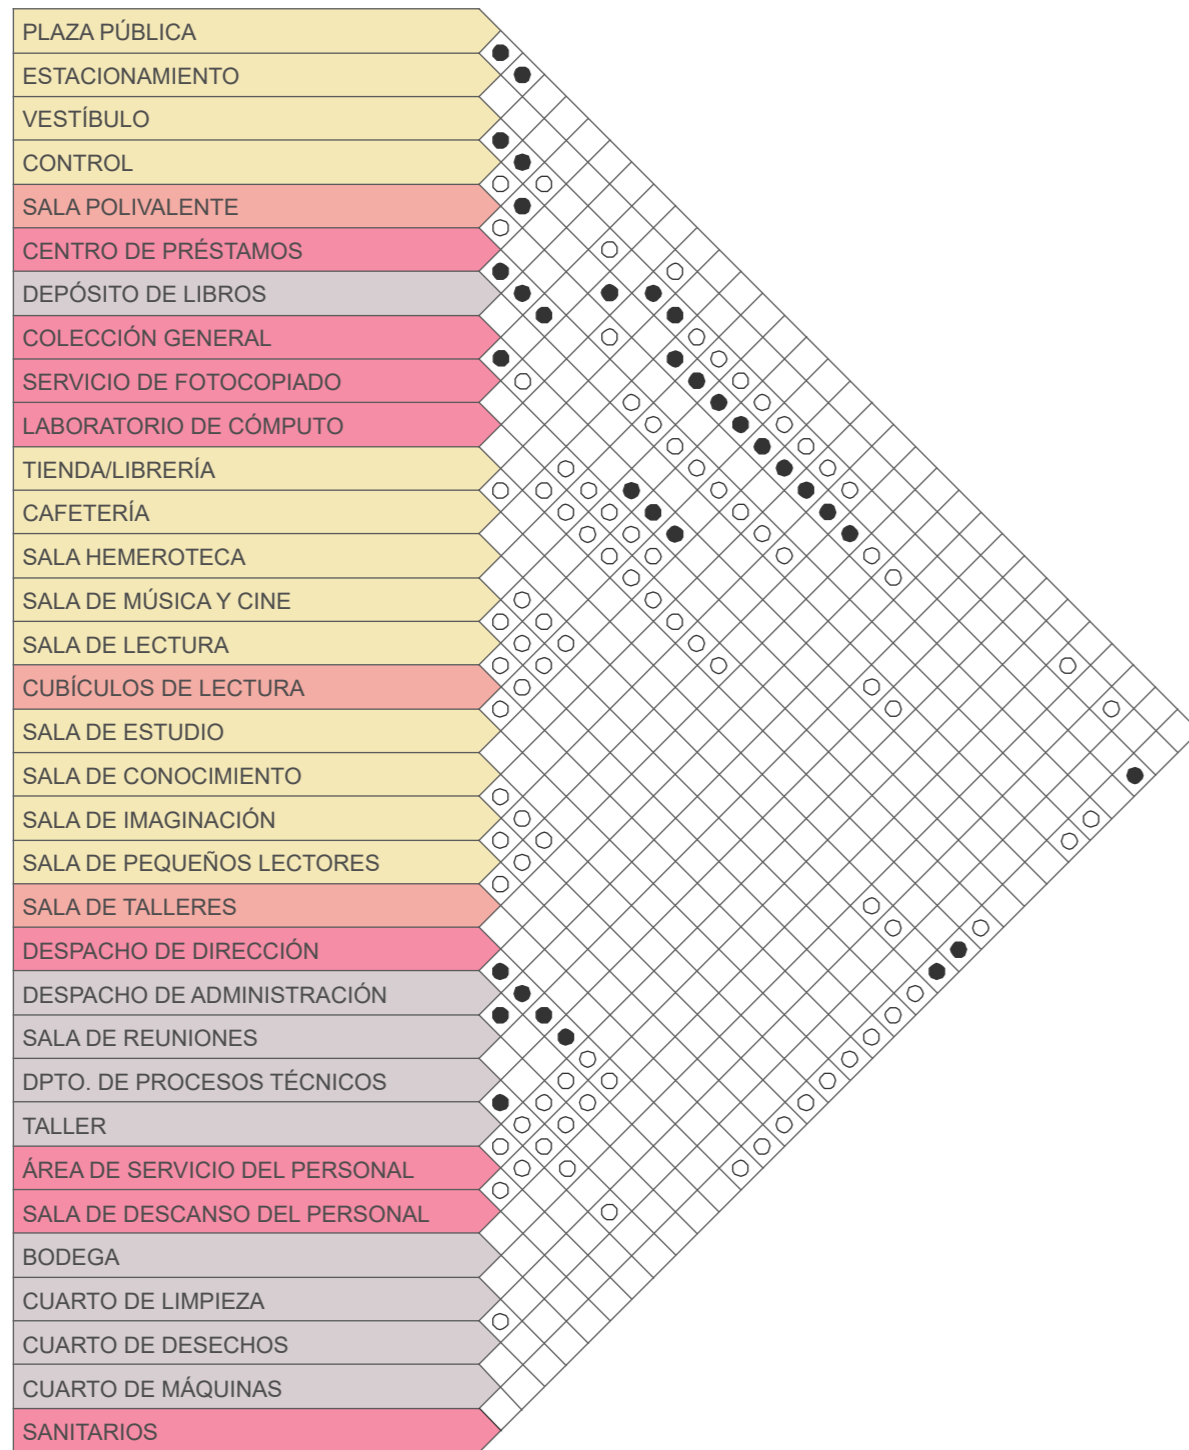 PLAZA PÚBLICA
ESTACIONAMIENTO
VESTÍBULO
CONTROL
SALA POLIVALENTE
CENTRO DE PRÉSTAMOS
DEPÓSITO DE LIBROS
COLECCIÓN GENERAL
SERVICIO DE FOTOCOPIADO
LABORATORIO DE CÓMPUTO
TIENDA/LIBRERÍA
CAFETERÍA
SALA HEMEROTECA
SALA DE MÚSICA Y CINE
SALA DE LECTURA
CUBÍCULOS DE LECTURA
SALA DE ESTUDIO
SALA DE CONOCIMIENTO
SALA DE IMAGINACIÓN
SALA DE PEQUEÑOS LECTORES
SALA DE TALLERES
DESPACHO DE DIRECCIÓN
DESPACHO DE ADMINISTRACIÓN
SALA DE REUNIONES
DPTO. DE PROCESOS TÉCNICOS
TALLER
ÁREA DE SERVICIO DEL PERSONAL
SALA DE DESCANSO DEL PERSONAL
BODEGA
CUARTO DE LIMPIEZA
CUARTO DE DESECHOS
CUARTO DE MÁQUINAS
SANITARIOS